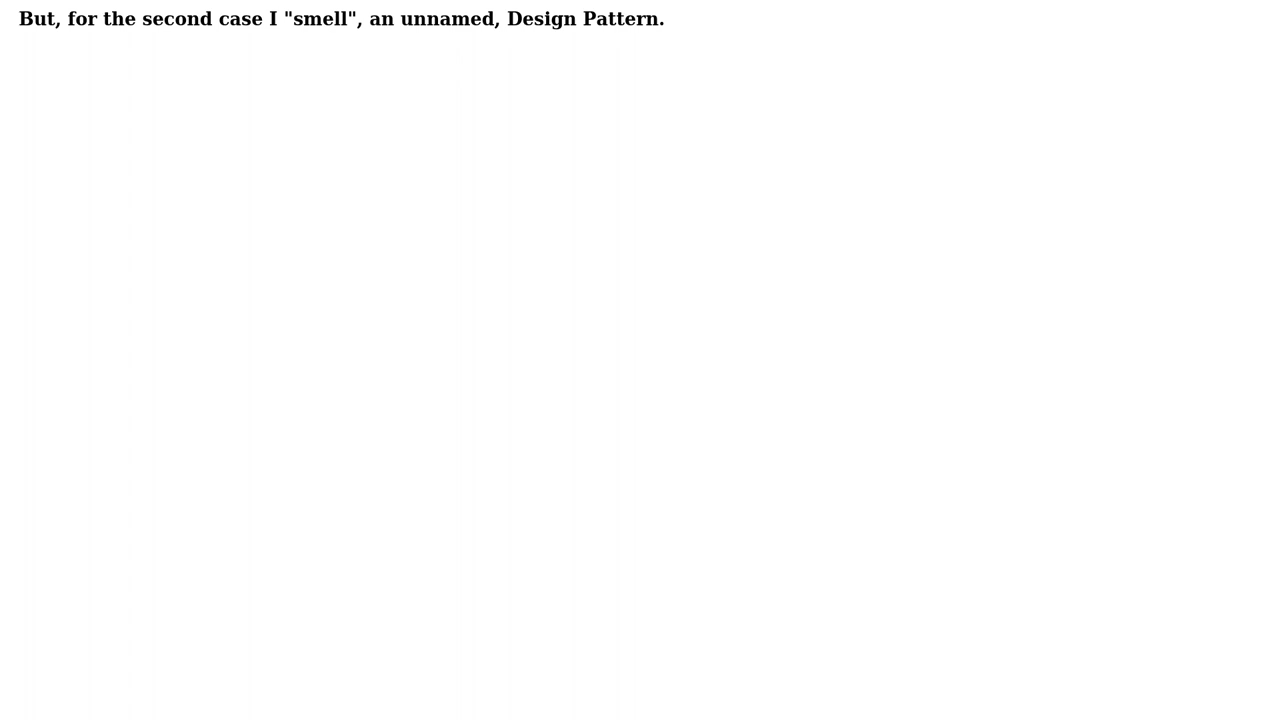 But, for the second case I "smell", an unnamed, Design Pattern.